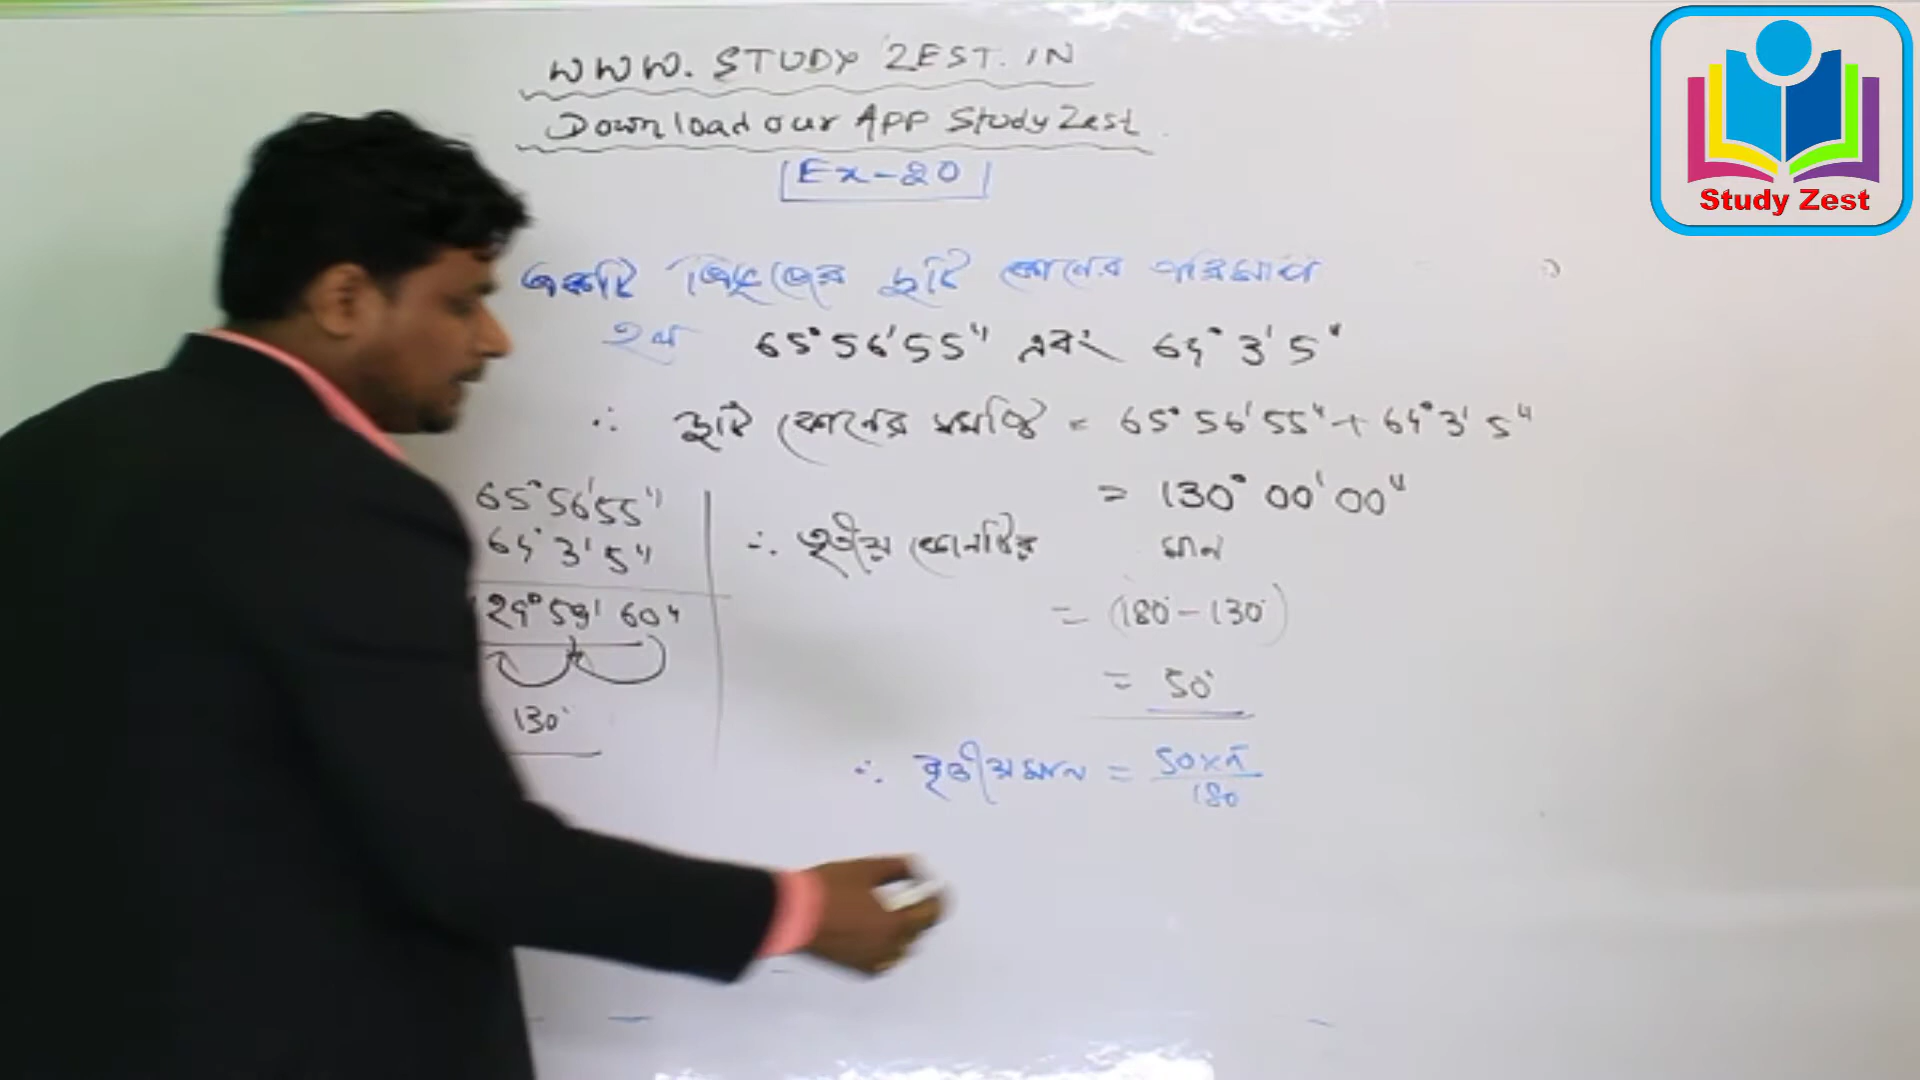 WWW. STUDY ZEST. IN
Download our APP Study Zest
Study Zest
Ex-20
একটি ত্রিভুজের দুটি কোনের পরিমাপ
হল 65° 56' 55" এবং 64° 3' 5"
∴ দুটি কোনের সমষ্টি = 65° 56' 55" + 64° 3' 5"
= 130° 00' 00"
65° 56' 55"
64° 3' 5"
129° 59' 60"
130°
∴ তৃতীয় কোনটির মান
= (180° - 130°)
= 50°
∴ বৃত্তীয় মান = 50×π/180